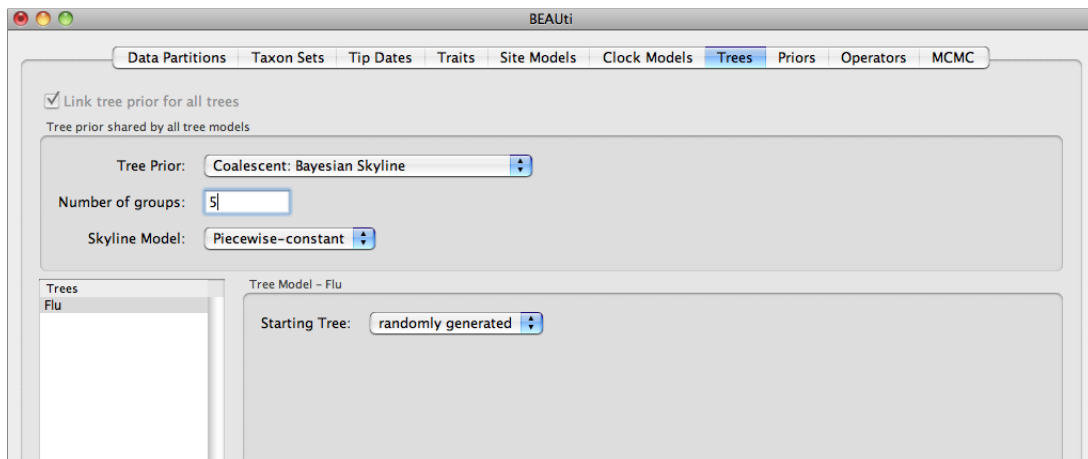 BEAUti
Data Partitions Taxon Sets Tip Dates Traits Site Models Clock Models Trees Priors Operators MCMC
Link tree prior for all trees
Tree prior shared by all tree models
Tree Prior: Coalescent: Bayesian Skyline
Number of groups: 5
Skyline Model: Piecewise-constant
Trees
Flu
Tree Model - Flu
Starting Tree: randomly generated